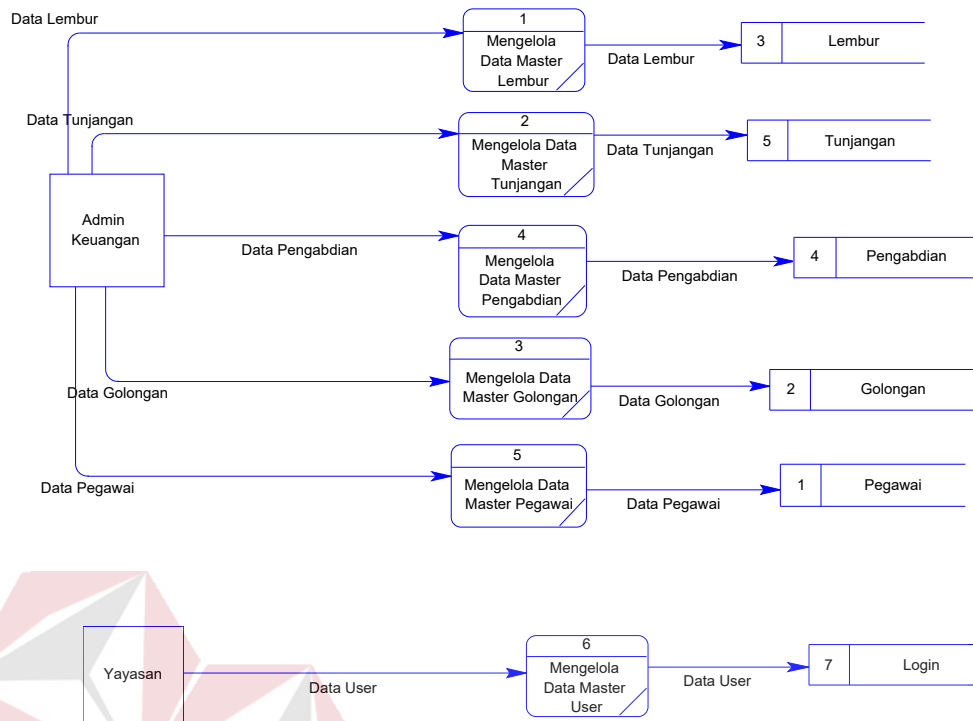 Data Lembur
1
Mengelola
Data Master
Lembur
Data Lembur
3
Lembur
Data Tunjangan
2
Mengelola Data
Master
Tunjangan
Data Tunjangan
5
Tunjangan
Admin
Keuangan
Data Pengabdian
4
Mengelola
Data Master
Pengabdian
Data Pengabdian
4
Pengabdian
Data Golongan
3
Mengelola Data
Master Golongan
Data Golongan
2
Golongan
Data Pegawai
5
Mengelola Data
Master Pegawai
Data Pegawai
1
Pegawai
Yayasan
Data User
6
Mengelola
Data Master
User
Data User
7
Login